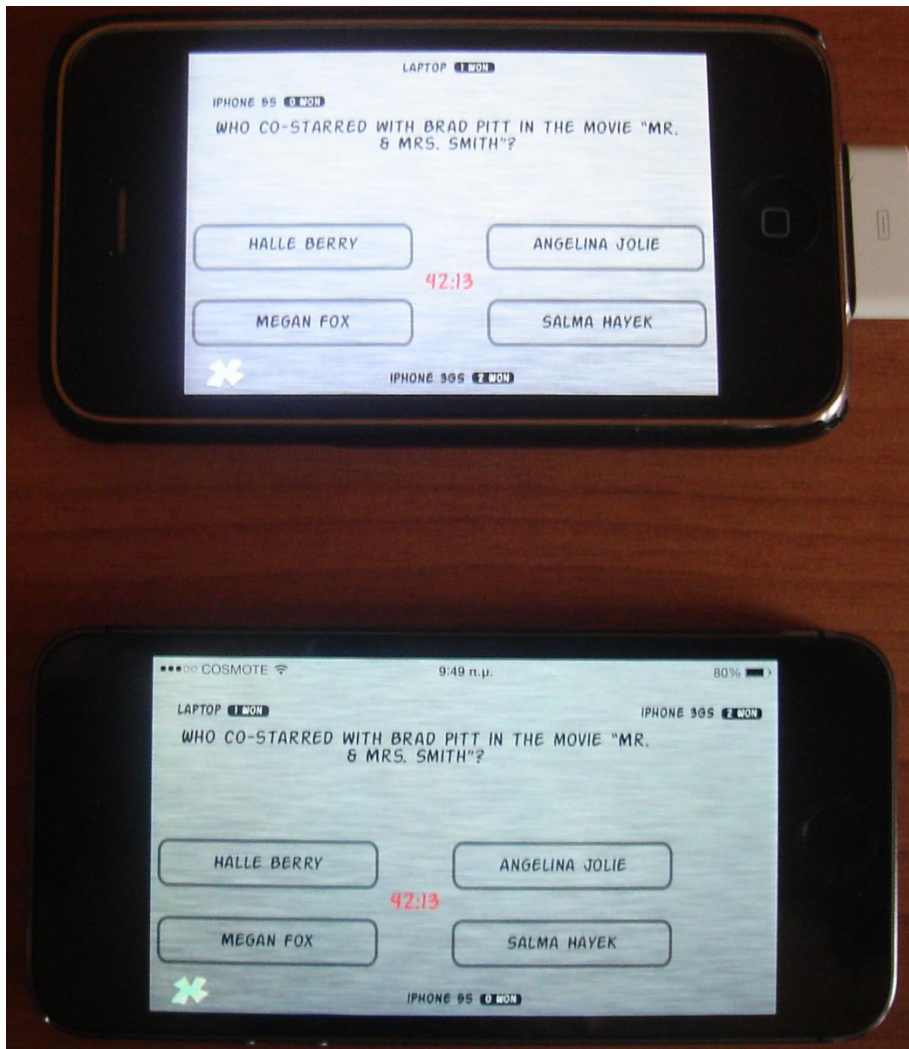 LAPTOP 1 WON
IPHONE 5S 0 WON
WHO CO-STARRED WITH BRAD PITT IN THE MOVIE "MR.
& MRS. SMITH"?
HALLE BERRY ANGELINA JOLIE
42:13
MEGAN FOX SALMA HAYEK
IPHONE 3GS 2 WON
COSMOTE 9:49 π.μ. 80%
LAPTOP 1 WON IPHONE 3GS 2 WON
WHO CO-STARRED WITH BRAD PITT IN THE MOVIE "MR.
& MRS. SMITH"?
HALLE BERRY ANGELINA JOLIE
42:13
MEGAN FOX SALMA HAYEK
IPHONE 5S 0 WON